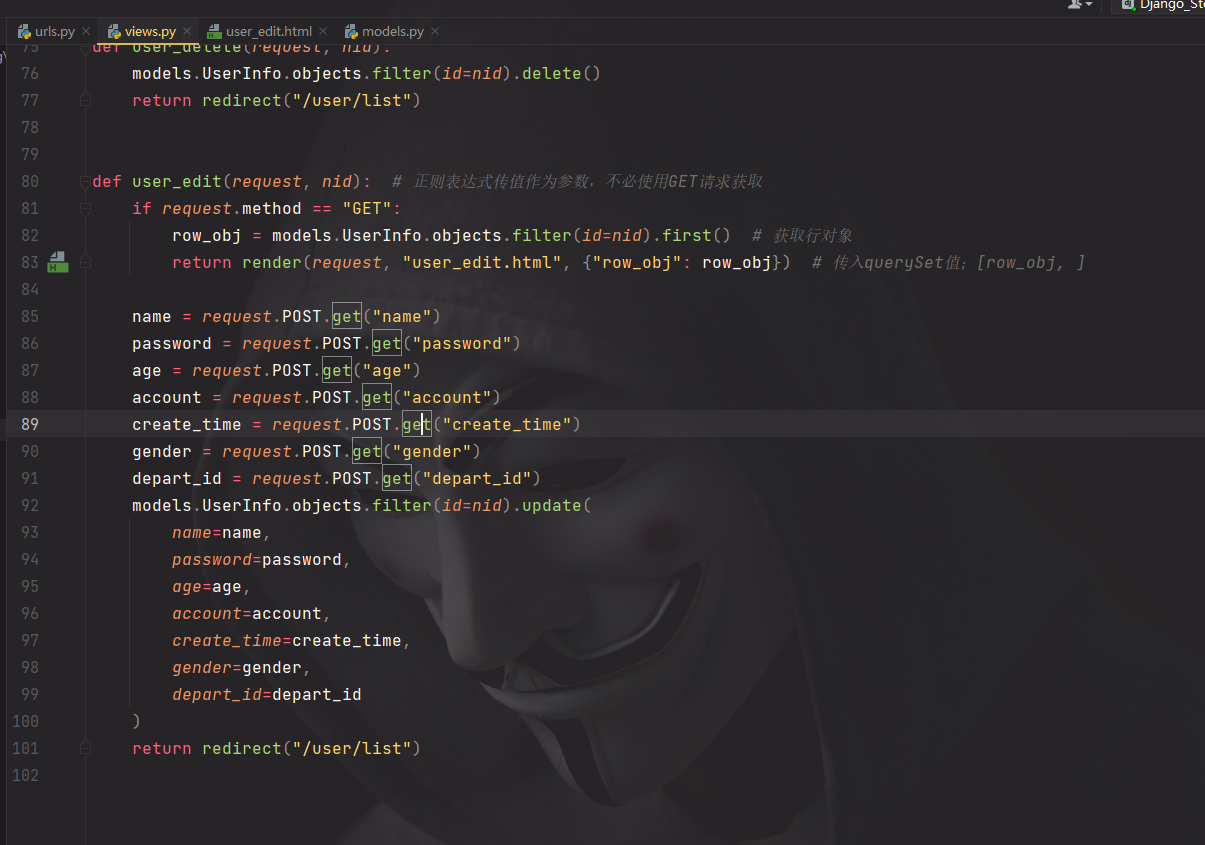 Django_St
urls.py views.py user_edit.html models.py
75 def user_delete(request, nid):
76 models.UserInfo.objects.filter(id=nid).delete()
77 return redirect("/user/list")
78
79
80 def user_edit(request, nid): # 正则表达式传值作为参数，不必使用GET请求获取
81 if request.method == "GET":
82 row_obj = models.UserInfo.objects.filter(id=nid).first() # 获取行对象
83 return render(request, "user_edit.html", {"row_obj": row_obj}) # 传入querySet值；[row_obj, ]
84
85 name = request.POST.get("name")
86 password = request.POST.get("password")
87 age = request.POST.get("age")
88 account = request.POST.get("account")
89 create_time = request.POST.get("create_time")
90 gender = request.POST.get("gender")
91 depart_id = request.POST.get("depart_id")
92 models.UserInfo.objects.filter(id=nid).update(
93 name=name,
94 password=password,
95 age=age,
96 account=account,
97 create_time=create_time,
98 gender=gender,
99 depart_id=depart_id
100 )
101 return redirect("/user/list")
102